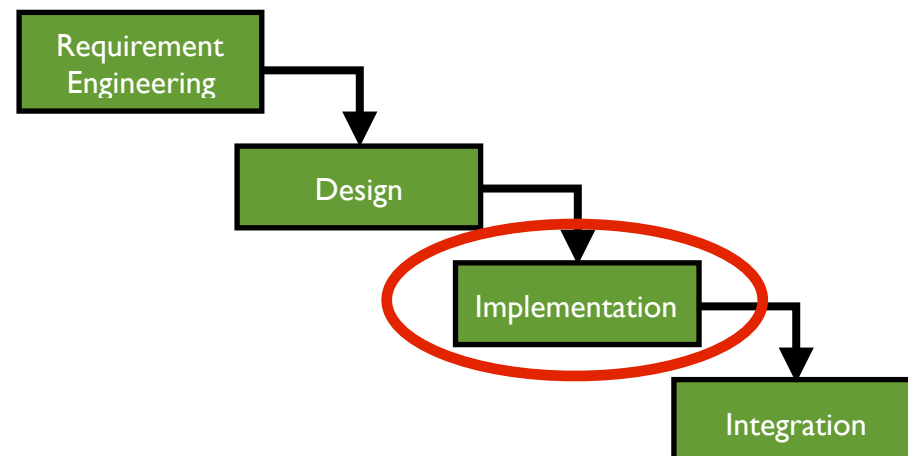 Requirement
Engineering
Design
Implementation
Integration